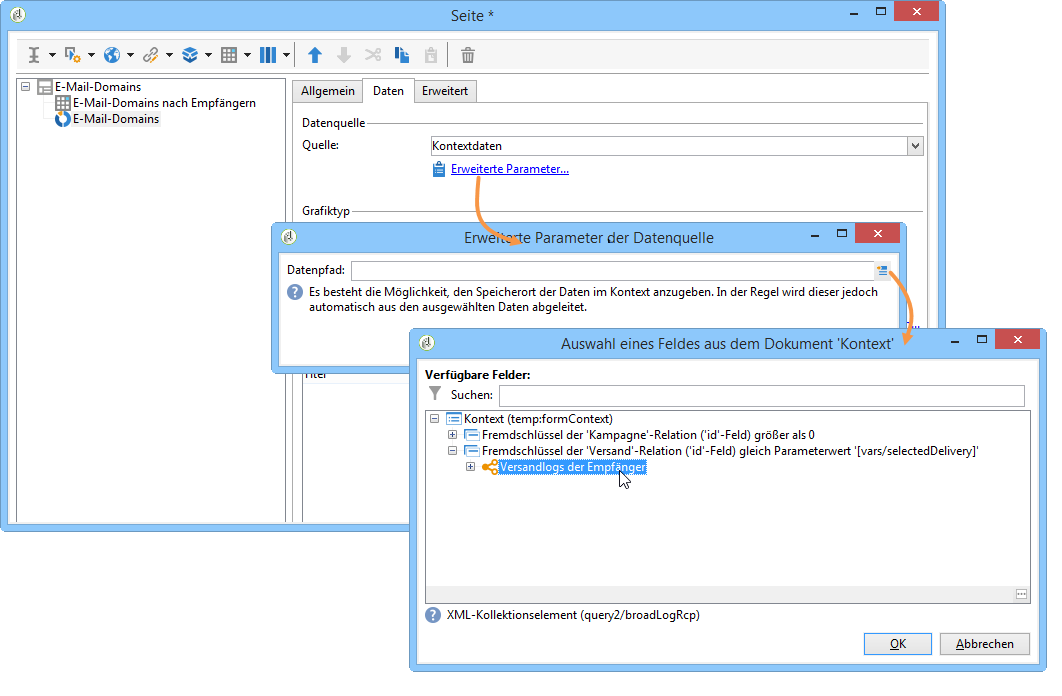 Seite *
E-Mail-Domains
E-Mail-Domains nach Empfängern
E-Mail-Domains
Allgemein
Daten
Erweitert
Datenquelle
Quelle:
Kontextdaten
Erweiterte Parameter...
Grafiktyp
Erweiterte Parameter der Datenquelle
Datenpfad:
Es besteht die Möglichkeit, den Speicherort der Daten im Kontext anzugeben. In der Regel wird dieser jedoch
automatisch aus den ausgewählten Daten abgeleitet.
Titel
Auswahl eines Feldes aus dem Dokument 'Kontext'
Verfügbare Felder:
Suchen:
Kontext (temp:formContext)
Fremdschlüssel der 'Kampagne'-Relation ('id'-Feld) größer als 0
Fremdschlüssel der 'Versand'-Relation ('id'-Feld) gleich Parameterwert '[vars/selectedDelivery]'
Versandlogs der Empfänger
XML-Kollektionselement (query2/broadLogRcp)
OK
Abbrechen